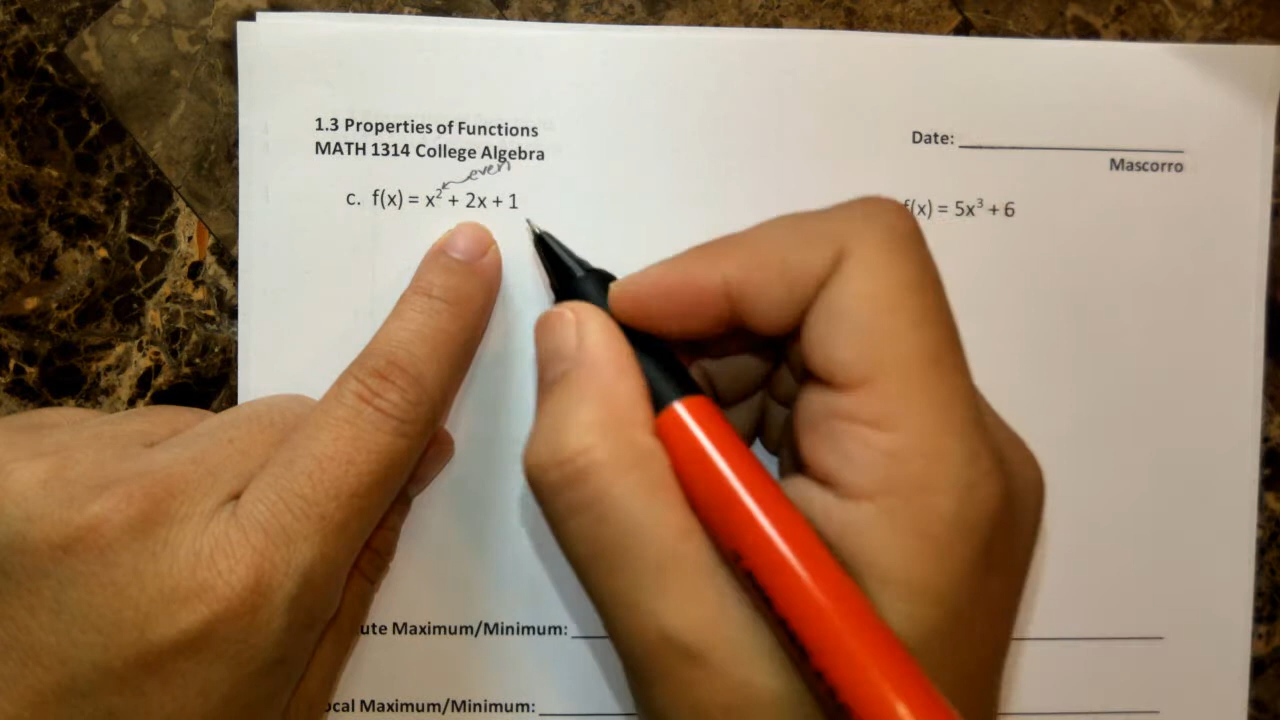 1.3 Properties of Functions
MATH 1314 College Algebra
Date: ____________
Mascorro
even
c. f(x) = x² + 2x + 1
f(x) = 5x³ + 6
ute Maximum/Minimum:
ocal Maximum/Minimum: